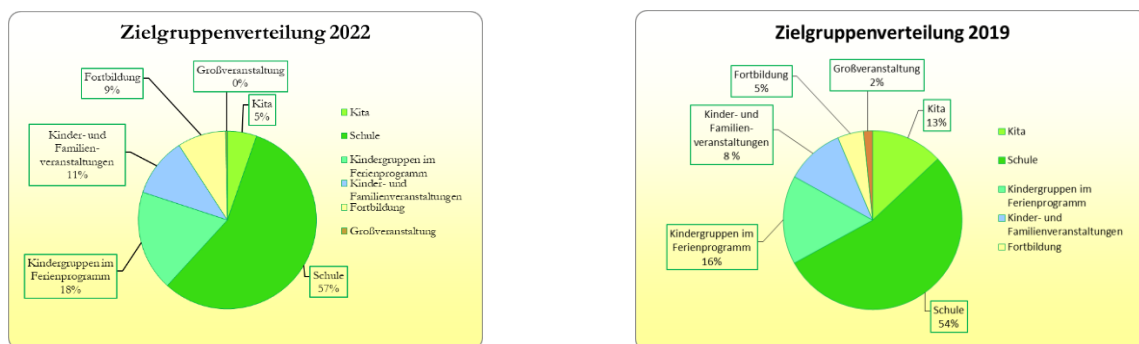 Zielgruppenverteilung 2022
Großveranstaltung
0%
Fortbildung
9%
Kita
5%
Kinder- und
Familien-
veranstaltungen
11%
Kindergruppen im
Ferienprogramm
18%
Schule
57%
Kita
Schule
Kindergruppen im
Ferienprogramm
Kinder- und
Familienveranstaltungen
Fortbildung
Großveranstaltung
Zielgruppenverteilung 2019
Großveranstaltung
2%
Fortbildung
5%
Kita
13%
Kinder- und
Familien-
veranstaltungen
8 %
Kindergruppen im
Ferienprogramm
16%
Schule
54%
Kita
Schule
Kindergruppen im
Ferienprogramm
Kinder- und
Familienveranstaltungen
Fortbildung